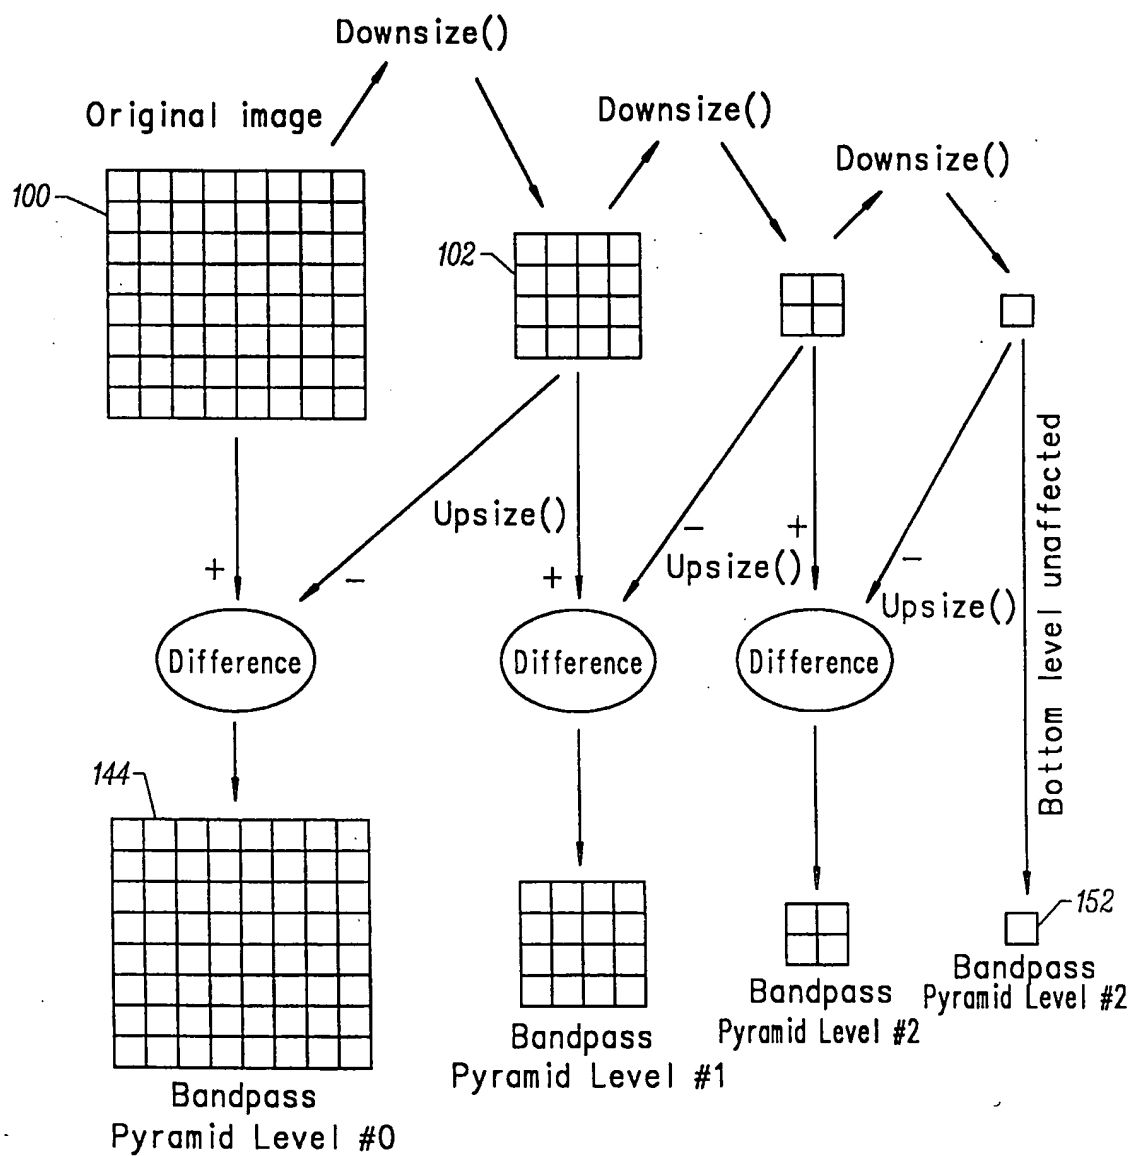 Downsize()
Original image
Downsize()
Downsize()
100
102
Upsize()
+
−
+
−
Upsize()
+
−
Upsize()
Bottom level unaffected
Difference
Difference
Difference
144
152
Bandpass
Pyramid Level #0
Bandpass
Pyramid Level #1
Bandpass
Pyramid Level #2
Bandpass
Pyramid Level #2